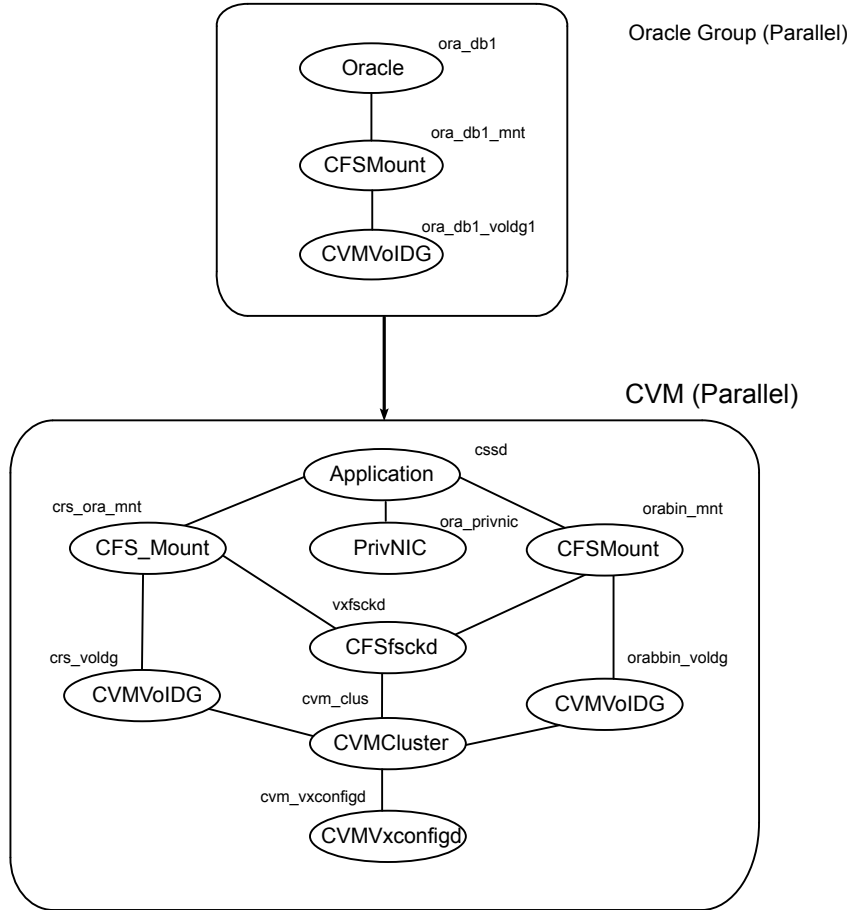 Oracle Group (Parallel)
ora_db1
Oracle
ora_db1_mnt
CFSMount
ora_db1_voldg1
CVMVolDG
CVM (Parallel)
cssd
Application
crs_ora_mnt
ora_privnic
orabin_mnt
CFS_Mount
PrivNIC
CFSMount
vxfsckd
CFSfsckd
crs_voldg
orabbin_voldg
CVMVolDG
cvm_clus
CVMVolDG
CVMCluster
cvm_vxconfigd
CVMVxconfigd